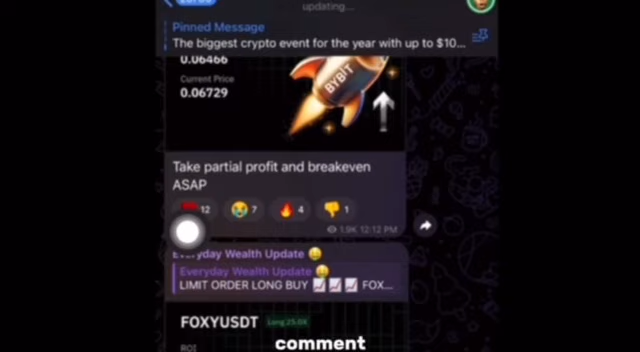 updating...
Pinned Message
The biggest crypto event for the year with up to $10...
0.06466
Current Price
0.06729
BYBIT
Take partial profit and breakeven
ASAP
12 7 4 1
1.9K 12:12 PM
Everyday Wealth Update
Everyday Wealth Update
LIMIT ORDER LONG BUY FOX...
FOXYUSDT Long 25.0X
ROI
comment